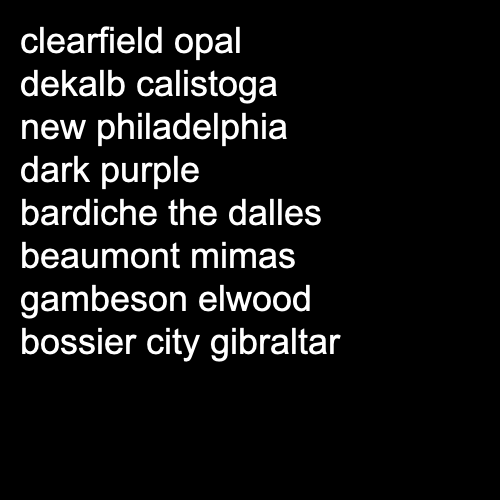 clearfield opal
dekalb calistoga
new philadelphia
dark purple
bardiche the dalles
beaumont mimas
gambeson elwood
bossier city gibraltar